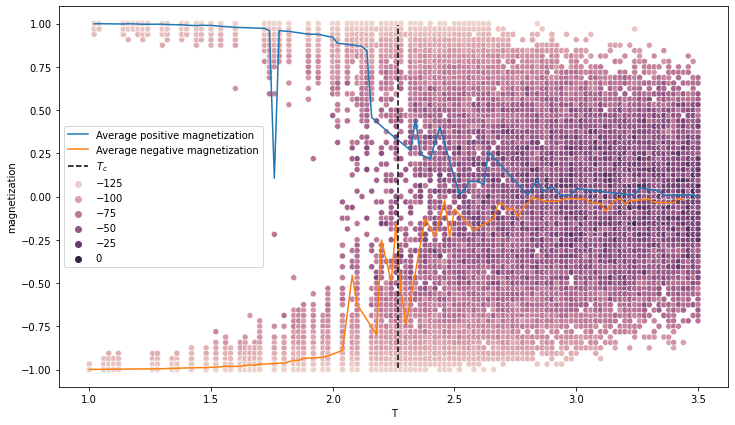 1.00
0.75
0.50
0.25
0.00
−0.25
−0.50
−0.75
−1.00
magnetization
Average positive magnetization
Average negative magnetization
T_c
−125
−100
−75
−50
−25
0
1.0 1.5 2.0 2.5 3.0 3.5
T